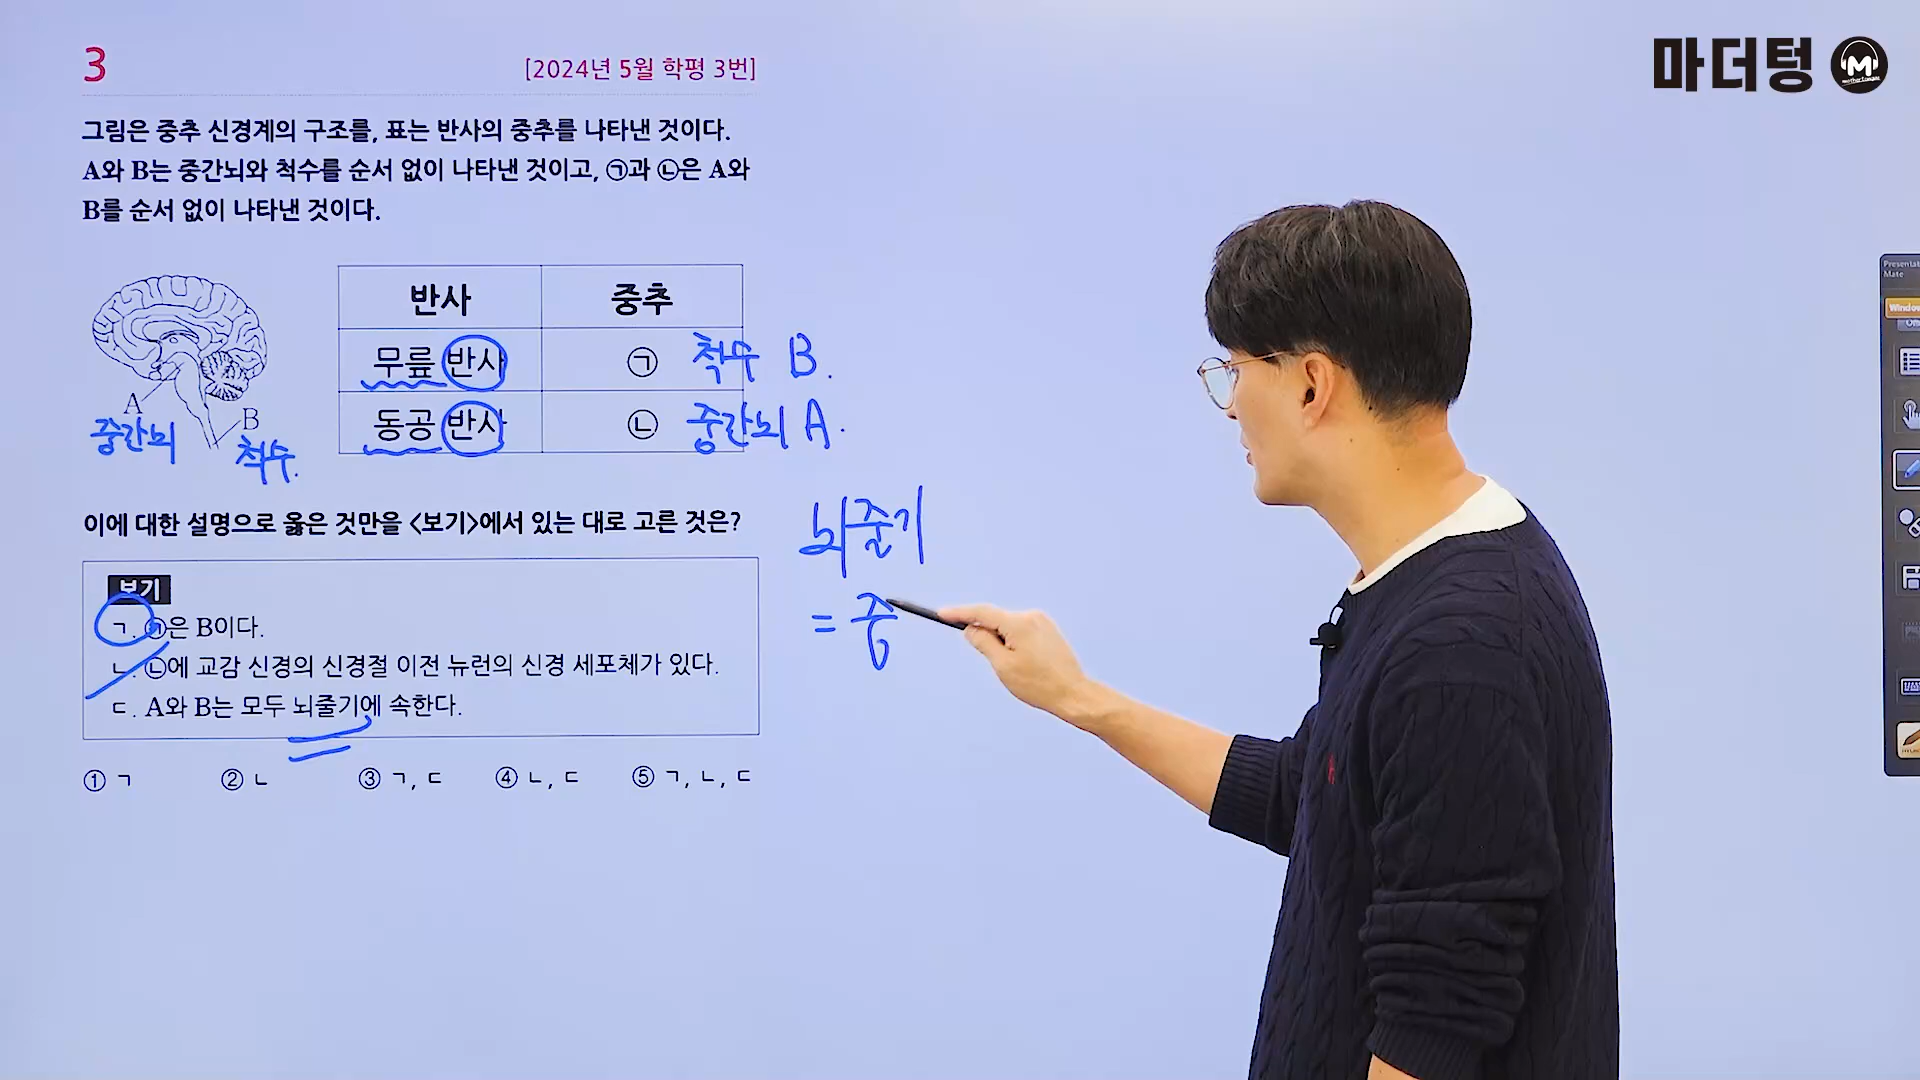 3
[2024년 5월 학평 3번]
마더텅
그림은 중추 신경계의 구조를, 표는 반사의 중추를 나타낸 것이다.
A와 B는 중간뇌와 척수를 순서 없이 나타낸 것이고, ㉠과 ㉡은 A와
B를 순서 없이 나타낸 것이다.
A
B
중간뇌
척수.
반사 중추
무릎 반사 ㉠ 척수 B.
동공 반사 ㉡ 중간뇌 A.
이에 대한 설명으로 옳은 것만을 <보기>에서 있는 대로 고른 것은?
뇌줄기
= 중
보기
ㄱ. ㉠은 B이다.
ㄴ. ㉡에 교감 신경의 신경절 이전 뉴런의 신경 세포체가 있다.
ㄷ. A와 B는 모두 뇌줄기에 속한다.
① ㄱ ② ㄴ ③ ㄱ, ㄷ ④ ㄴ, ㄷ ⑤ ㄱ, ㄴ, ㄷ